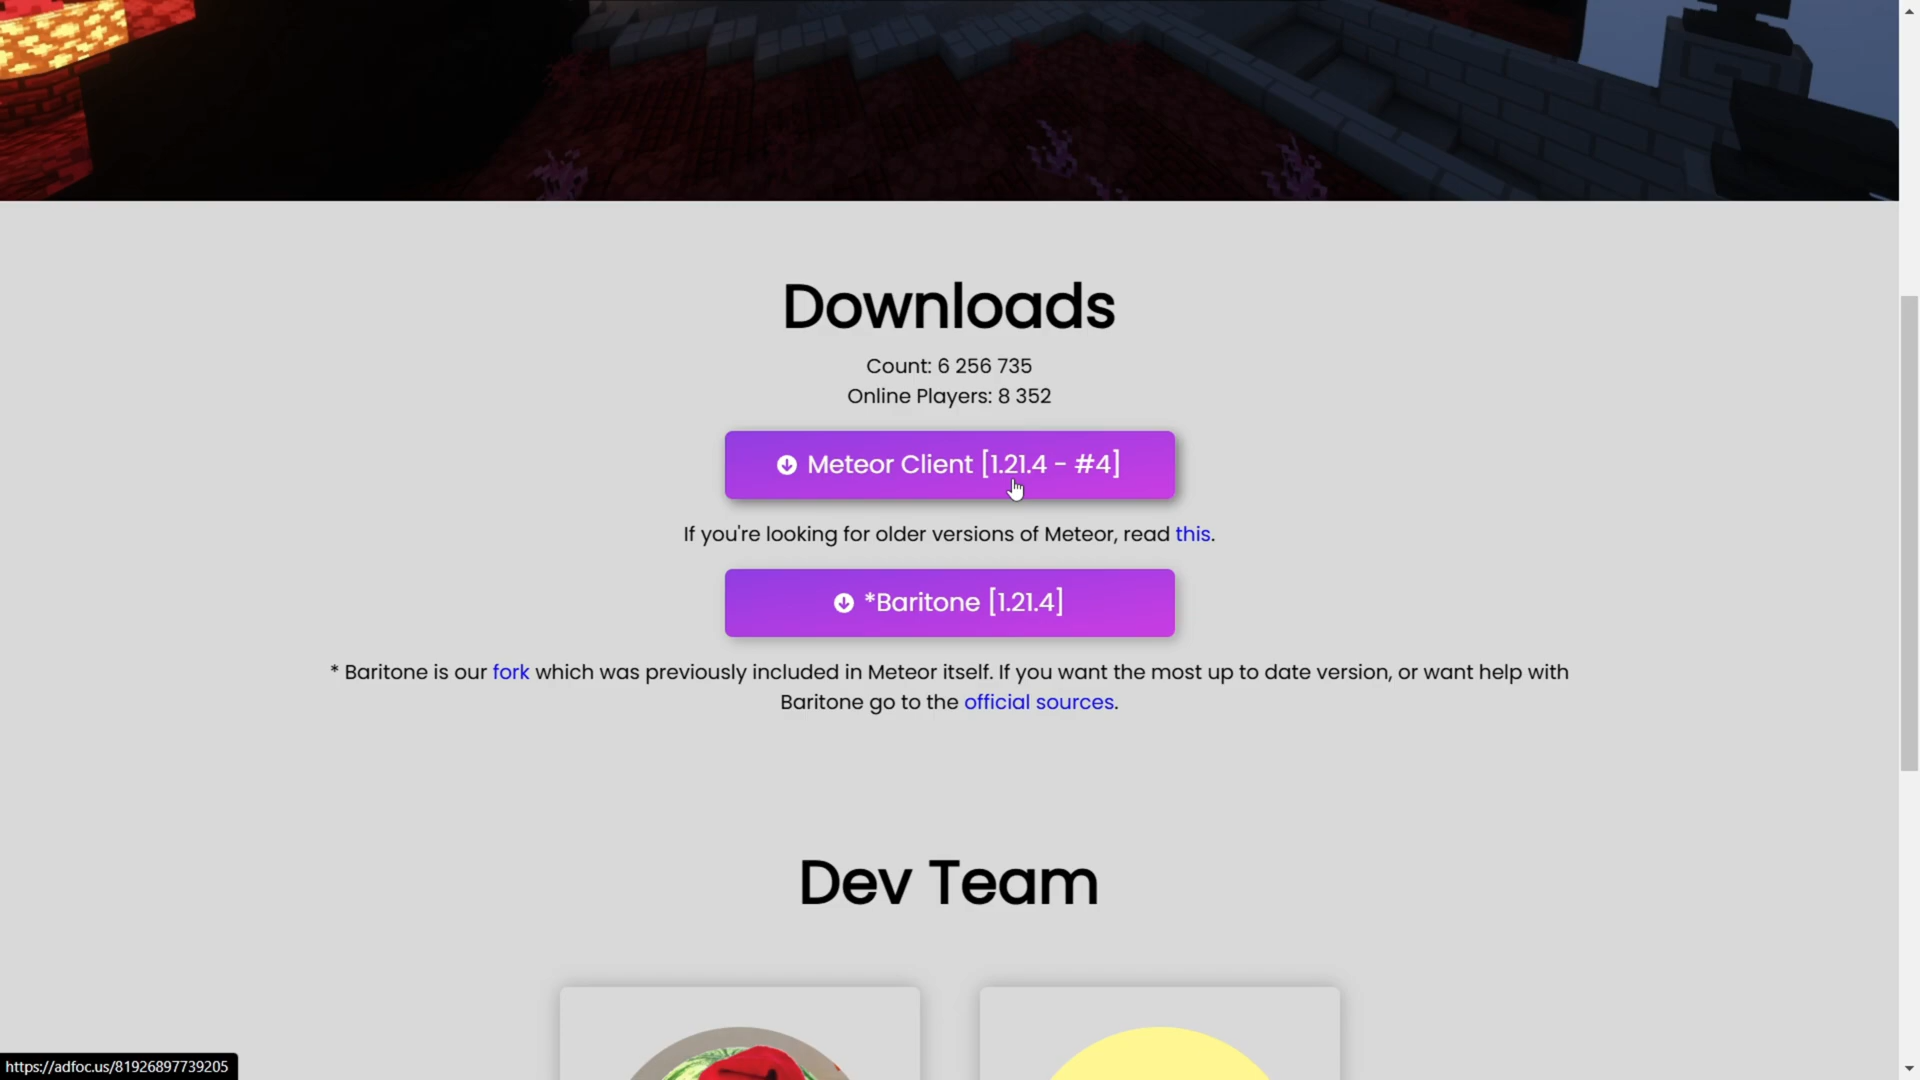 Downloads
Count: 6 256 735
Online Players: 8 352
Meteor Client [1.21.4 - #4]
If you're looking for older versions of Meteor, read this.
*Baritone [1.21.4]
* Baritone is our fork which was previously included in Meteor itself. If you want the most up to date version, or want help with
Baritone go to the official sources.
Dev Team
https://adfoc.us/81926897739205